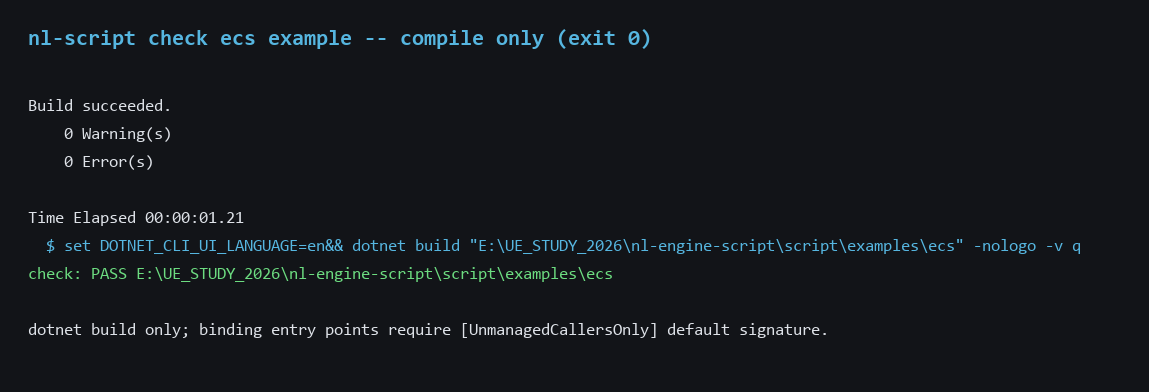 nl-script check ecs example -- compile only (exit 0)
Build succeeded.
0 Warning(s)
0 Error(s)
Time Elapsed 00:00:01.21
$ set DOTNET_CLI_UI_LANGUAGE=en&& dotnet build "E:\UE_STUDY_2026\nl-engine-script\script\examples\ecs" -nologo -v q
check: PASS E:\UE_STUDY_2026\nl-engine-script\script\examples\ecs
dotnet build only; binding entry points require [UnmanagedCallersOnly] default signature.